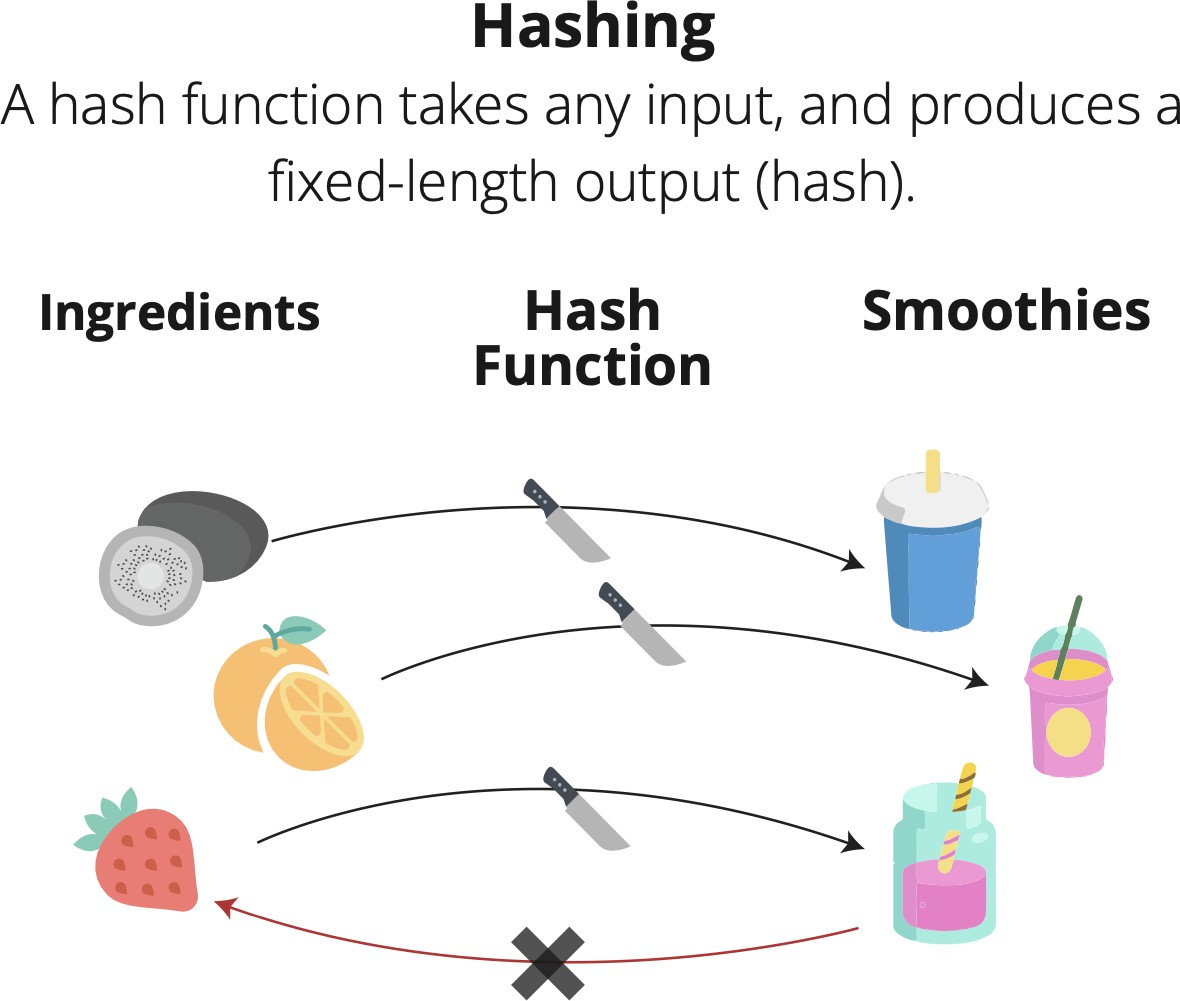 Hashing
A hash function takes any input, and produces a
fixed-length output (hash).
Ingredients
Hash
Function
Smoothies